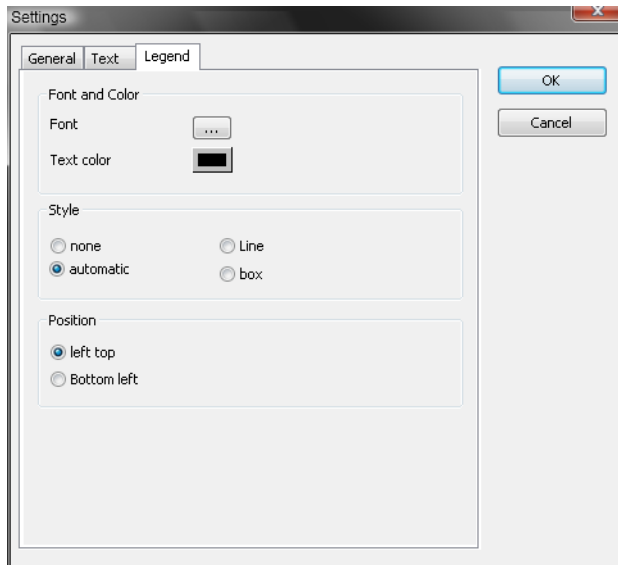 Settings
General Text Legend
OK
Cancel
Font and Color
Font ...
Text color
Style
none Line
automatic box
Position
left top
Bottom left